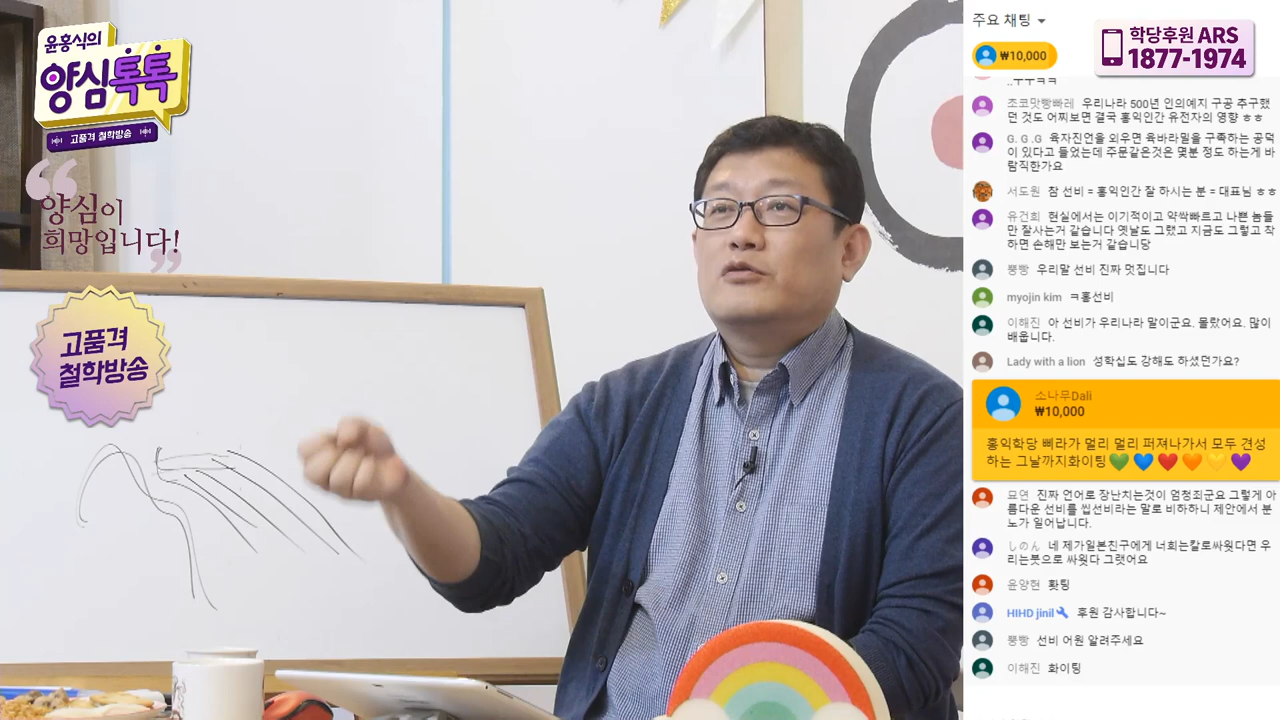 윤홍식의
양심톡톡
고품격 철학방송
양심이
희망입니다!
고품격
철학방송
주요 채팅
₩10,000
학당후원 ARS
1877-1974
초코맛빵빠레 우리나라 500년 인의예지 구공 추구했
던 것도 어찌보면 결국 홍익인간 유전자의 영향 ㅎㅎ
G. G .G 육자진언을 외우면 육바라밀을 구족하는 공덕
이 있다고 들었는데 주문같은것은 몇분 정도 하는게 바
람직한가요
서도원 참 선비 = 홍익인간 잘 하시는 분 = 대표님 ㅎㅎ
유건희 현실에서는 이기적이고 약싹빠르고 나쁜 놈들
만 잘사는거 같습니다 옛날도 그랬고 지금도 그렇고 착
하면 손해만 보는거 같습니당
뿡빵 우리말 선비 진짜 멋집니다
myojin kim ㅋ홍선비
이해진 아 선비가 우리나라 말이군요. 몰랐어요. 많이
배웁니다.
Lady with a lion 성학십도 강해도 하셨던가요?
소나무Dali
₩10,000
홍익학당 삐라가 멀리 멀리 퍼져나가서 모두 견성
하는 그날까지화이팅💚💙❤️🧡💛💜
묘연 진짜 언어로 장난치는것이 엄청죄군요 그렇게 아
름다운 선비를 씹선비라는 말로 비하하니 제안에서 분
노가 일어납니다.
しのん 네 제가일본친구에게 너희는칼로싸웟다면 우
리는붓으로 싸웟다 그랫어요
윤양현 홧팅
HIHD jinil 후원 감사합니다~
뿡빵 선비 어원 알려주세요
이해진 화이팅